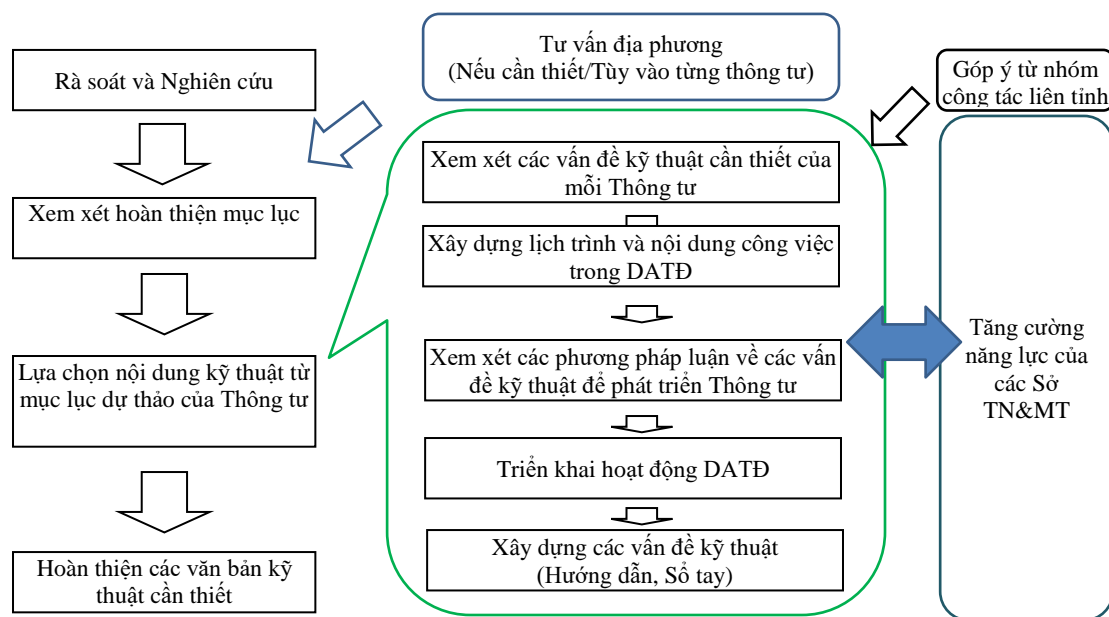 Rà soát và Nghiên cứu
Xem xét hoàn thiện mục lục
Lựa chọn nội dung kỹ thuật từ
mục lục dự thảo của Thông tư
Hoàn thiện các văn bản kỹ
thuật cần thiết
Tư vấn địa phương
(Nếu cần thiết/Tùy vào từng thông tư)
Xem xét các vấn đề kỹ thuật cần thiết của
mỗi Thông tư
Xây dựng lịch trình và nội dung công việc
trong DATĐ
Xem xét các phương pháp luận về các vấn
đề kỹ thuật để phát triển Thông tư
Triển khai hoạt động DATĐ
Xây dựng các vấn đề kỹ thuật
(Hướng dẫn, Sổ tay)
Góp ý từ nhóm
công tác liên tỉnh
Tăng cường
năng lực của
các Sở
TN&MT